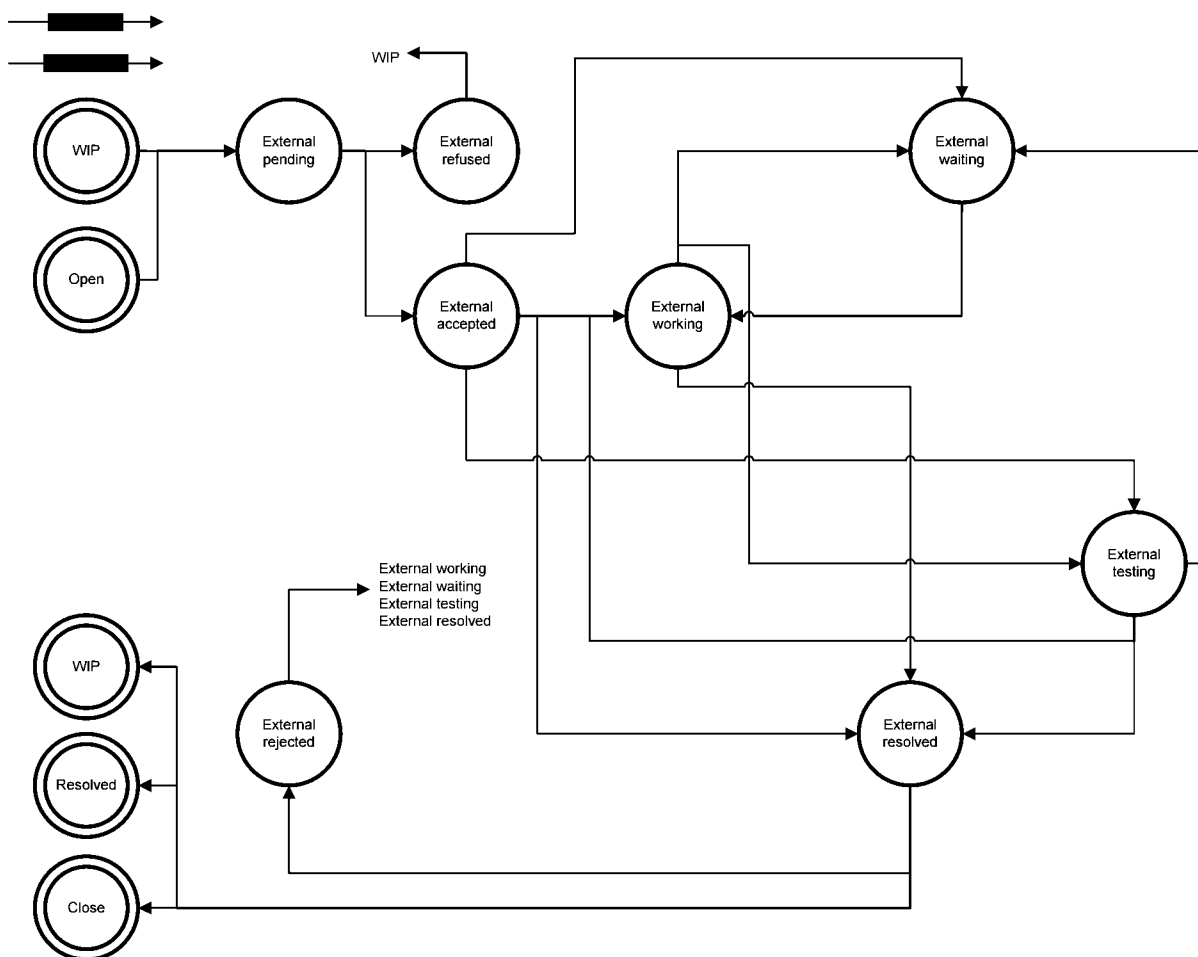 WIP
WIP
External
pending
External
refused
External
waiting
Open
External
accepted
External
working
External
testing
External working
External waiting
External testing
External resolved
WIP
External
rejected
External
resolved
Resolved
Close